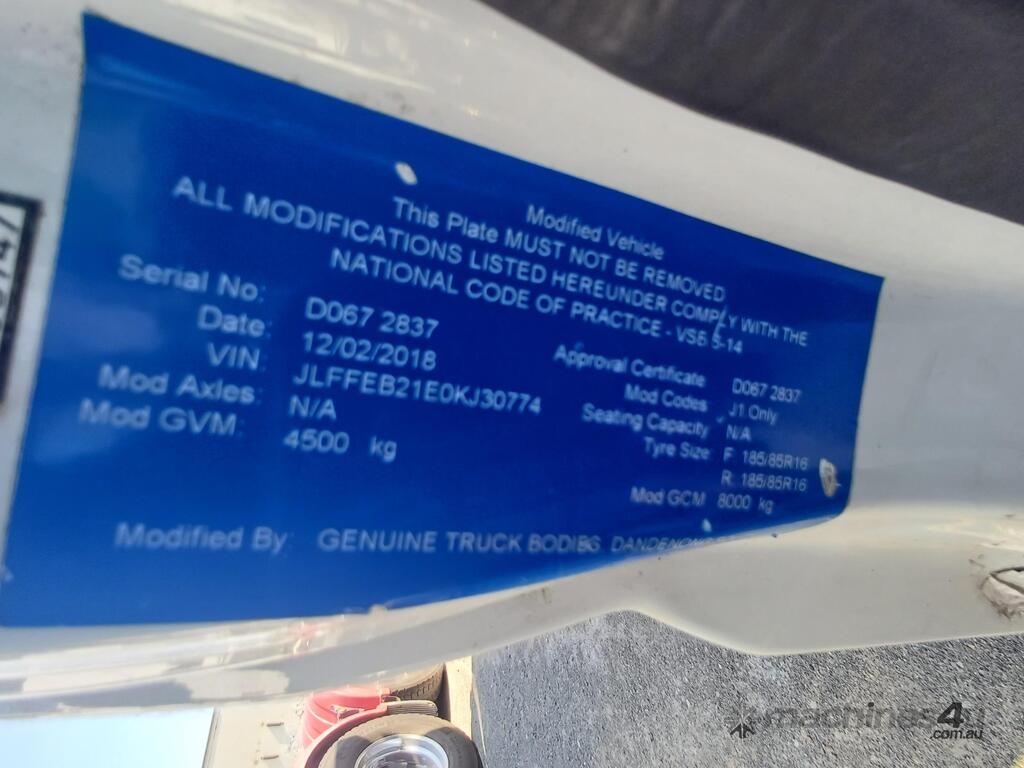 Modified Vehicle
This Plate MUST NOT BE REMOVED
ALL MODIFICATIONS LISTED HEREUNDER COMPLY WITH THE
NATIONAL CODE OF PRACTICE - VSB 5-14
Serial No: D067 2837
Date: 12/02/2018
VIN: JLFFEB21E0KJ30774
Mod Axles: N/A
Mod GVM: 4500 kg
Approval Certificate D067 2837
Mod Codes J1 Only
Seating Capacity N/A
Tyre Size: F 185/85R16
R 185/85R16
Mod GCM 8000 kg
Modified By: GENUINE TRUCK BODIES, DANDENONG
machines4u
.com.au